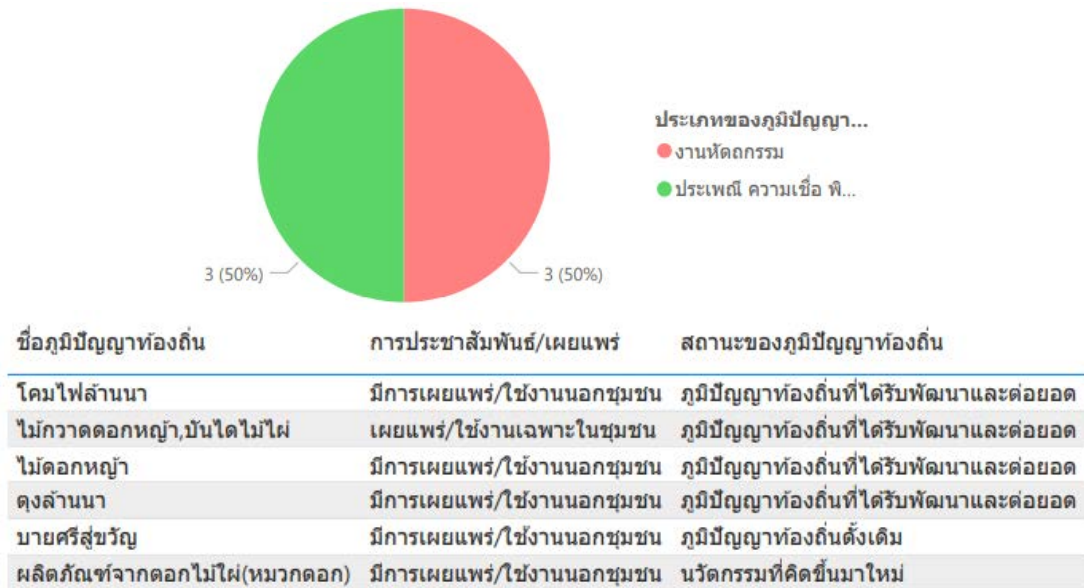 ประเภทของภูมิปัญญา...
งานหัตถกรรม
ประเพณี ความเชื่อ พิ...
3 (50%)
3 (50%)
ชื่อภูมิปัญญาท้องถิ่น การประชาสัมพันธ์/เผยแพร่ สถานะของภูมิปัญญาท้องถิ่น
โคมไฟล้านนา มีการเผยแพร่/ใช้งานนอกชุมชน ภูมิปัญญาท้องถิ่นที่ได้รับพัฒนาและต่อยอด
ไม้กวาดดอกหญ้า,บันไดไม้ไผ่ เผยแพร่/ใช้งานเฉพาะในชุมชน ภูมิปัญญาท้องถิ่นที่ได้รับพัฒนาและต่อยอด
ไม้ดอกหญ้า มีการเผยแพร่/ใช้งานนอกชุมชน ภูมิปัญญาท้องถิ่นที่ได้รับพัฒนาและต่อยอด
ตุงล้านนา มีการเผยแพร่/ใช้งานนอกชุมชน ภูมิปัญญาท้องถิ่นที่ได้รับพัฒนาและต่อยอด
บายศรีสู่ขวัญ มีการเผยแพร่/ใช้งานนอกชุมชน ภูมิปัญญาท้องถิ่นดั้งเดิม
ผลิตภัณฑ์จากตอกไม้ไผ่(หมวกตอก) มีการเผยแพร่/ใช้งานนอกชุมชน นวัตกรรมที่คิดขึ้นมาใหม่